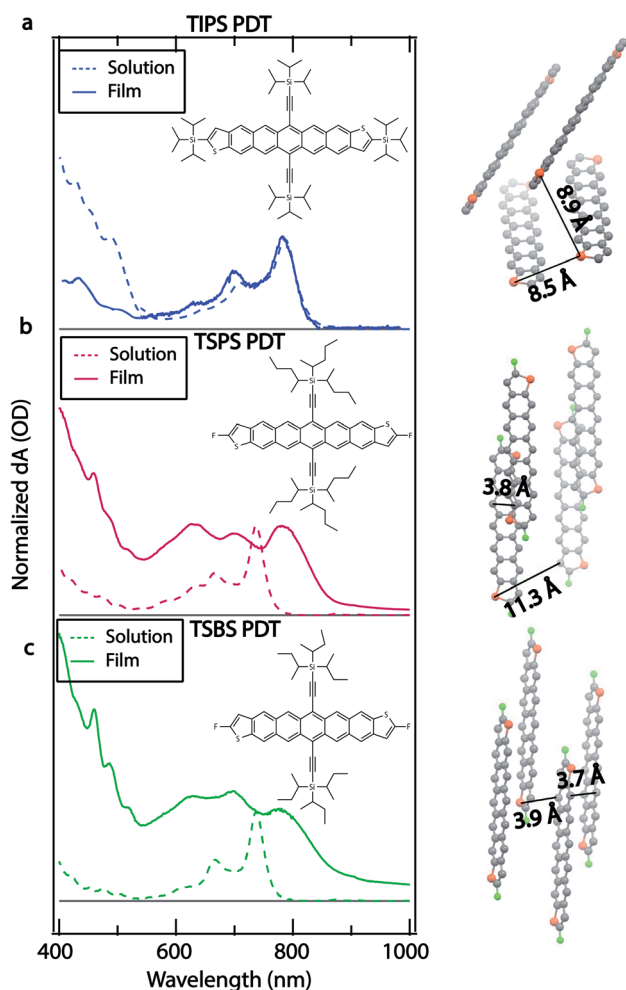 a
TIPS PDT
Solution
Film
Si
Si
S
S
Si
Si
8.9 Å
8.5 Å
b
TSPS PDT
Solution
Film
Si
S
F
F
S
Si
3.8 Å
11.3 Å
c
TSBS PDT
Solution
Film
Si
S
F
F
S
Si
3.7 Å
3.9 Å
Normalized dA (OD)
400
600
800
1000
Wavelength (nm)